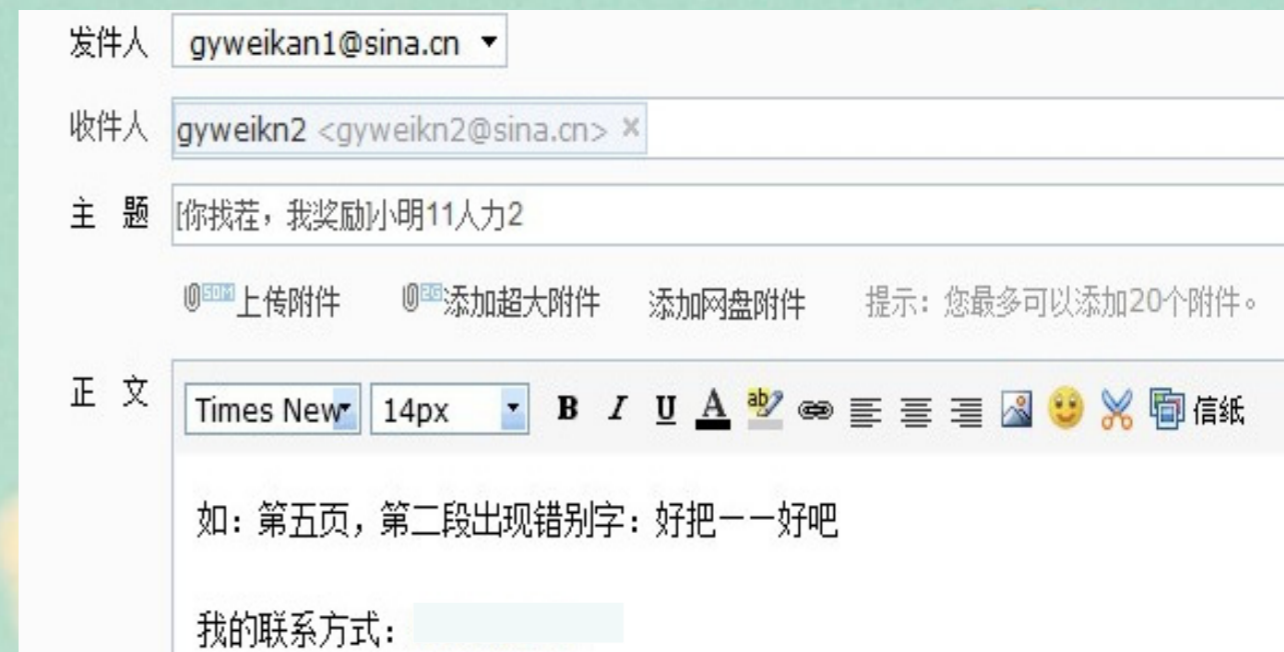 发件人 gyweikan1@sina.cn
收件人 gyweikn2 <gyweikn2@sina.cn> ×
主 题 [你找茬，我奖励]小明11人力2
50M 上传附件 2G 添加超大附件 添加网盘附件 提示：您最多可以添加20个附件。
正 文 Times New 14px B I U A ab 信纸
如：第五页，第二段出现错别字：好把－－好吧
我的联系方式：